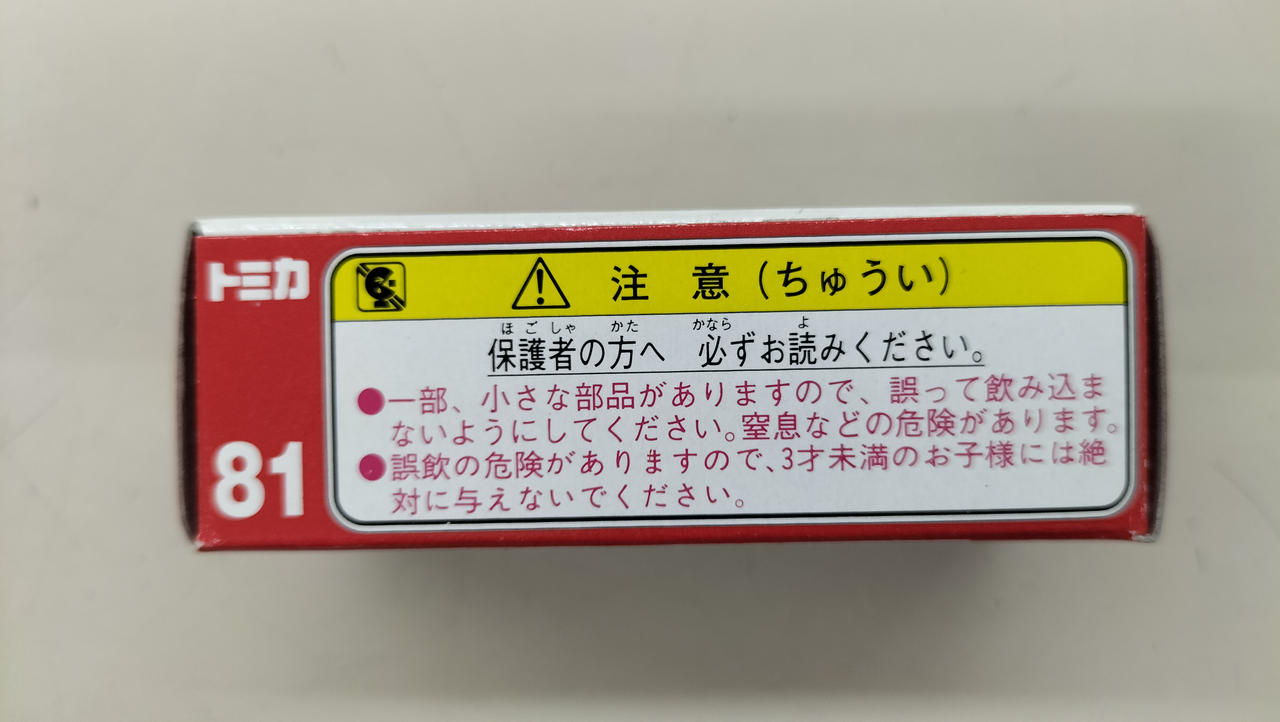 トミカ
81
注 意 (ちゅうい)
ほ ご しゃ かた かなら よ
保護者の方へ 必ずお読みください。
●一部、小さな部品がありますので、誤って飲み込ま
ないようにしてください。窒息などの危険があります。
●誤飲の危険がありますので、3才未満のお子様には絶
対に与えないでください。